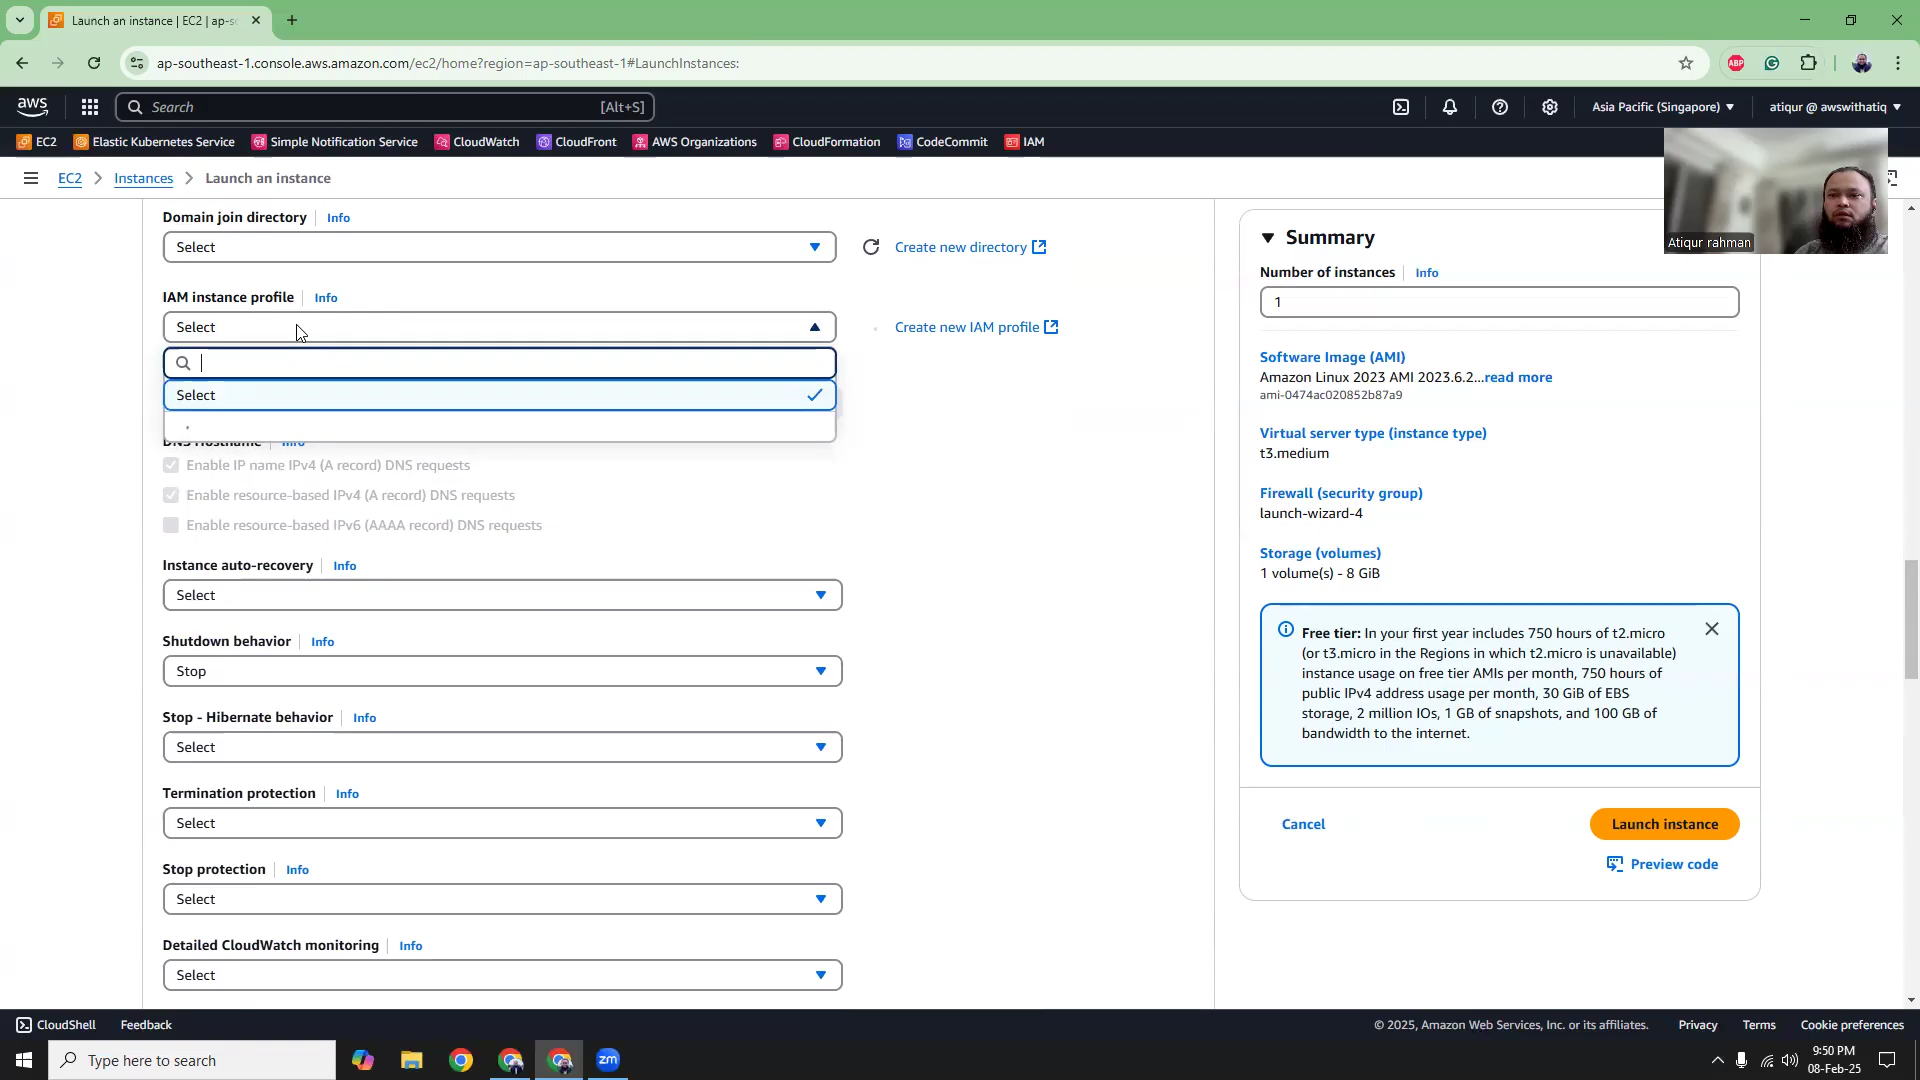 Launch an instance | EC2 | ap-s
ap-southeast-1.console.aws.amazon.com/ec2/home?region=ap-southeast-1#LaunchInstances:
ABP
aws
Search
[Alt+S]
Asia Pacific (Singapore)
atiqur @ awswithatiq
EC2
Elastic Kubernetes Service
Simple Notification Service
CloudWatch
CloudFront
AWS Organizations
CloudFormation
CodeCommit
IAM
EC2
Instances
Launch an instance
Atiqur rahman
Domain join directory
Info
Select
Create new directory
IAM instance profile
Info
Select
Create new IAM profile
Select
DNS Hostname
Info
Enable IP name IPv4 (A record) DNS requests
Enable resource-based IPv4 (A record) DNS requests
Enable resource-based IPv6 (AAAA record) DNS requests
Instance auto-recovery
Info
Select
Shutdown behavior
Info
Stop
Stop - Hibernate behavior
Info
Select
Termination protection
Info
Select
Stop protection
Info
Select
Detailed CloudWatch monitoring
Info
Select
Summary
Number of instances
Info
1
Software Image (AMI)
Amazon Linux 2023 AMI 2023.6.2...read more
ami-0474ac020852b87a9
Virtual server type (instance type)
t3.medium
Firewall (security group)
launch-wizard-4
Storage (volumes)
1 volume(s) - 8 GiB
Free tier: In your first year includes 750 hours of t2.micro
(or t3.micro in the Regions in which t2.micro is unavailable)
instance usage on free tier AMIs per month, 750 hours of
public IPv4 address usage per month, 30 GiB of EBS
storage, 2 million IOs, 1 GB of snapshots, and 100 GB of
bandwidth to the internet.
Cancel
Launch instance
Preview code
CloudShell
Feedback
© 2025, Amazon Web Services, Inc. or its affiliates.
Privacy
Terms
Cookie preferences
Type here to search
zm
9:50 PM
08-Feb-25